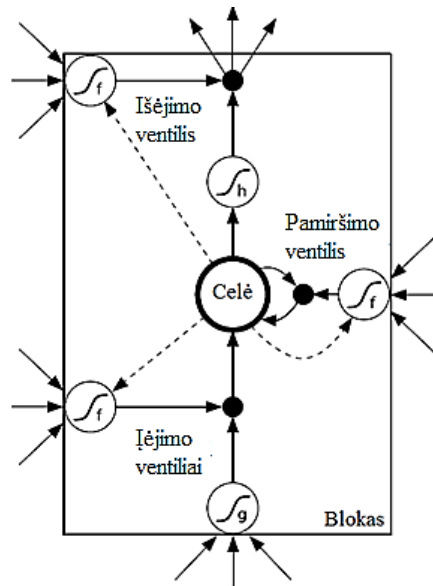 f
Išėjimo
ventilis
h
Pamiršimo
ventilis
Celė
f
f
Įėjimo
ventiliai
g
Blokas